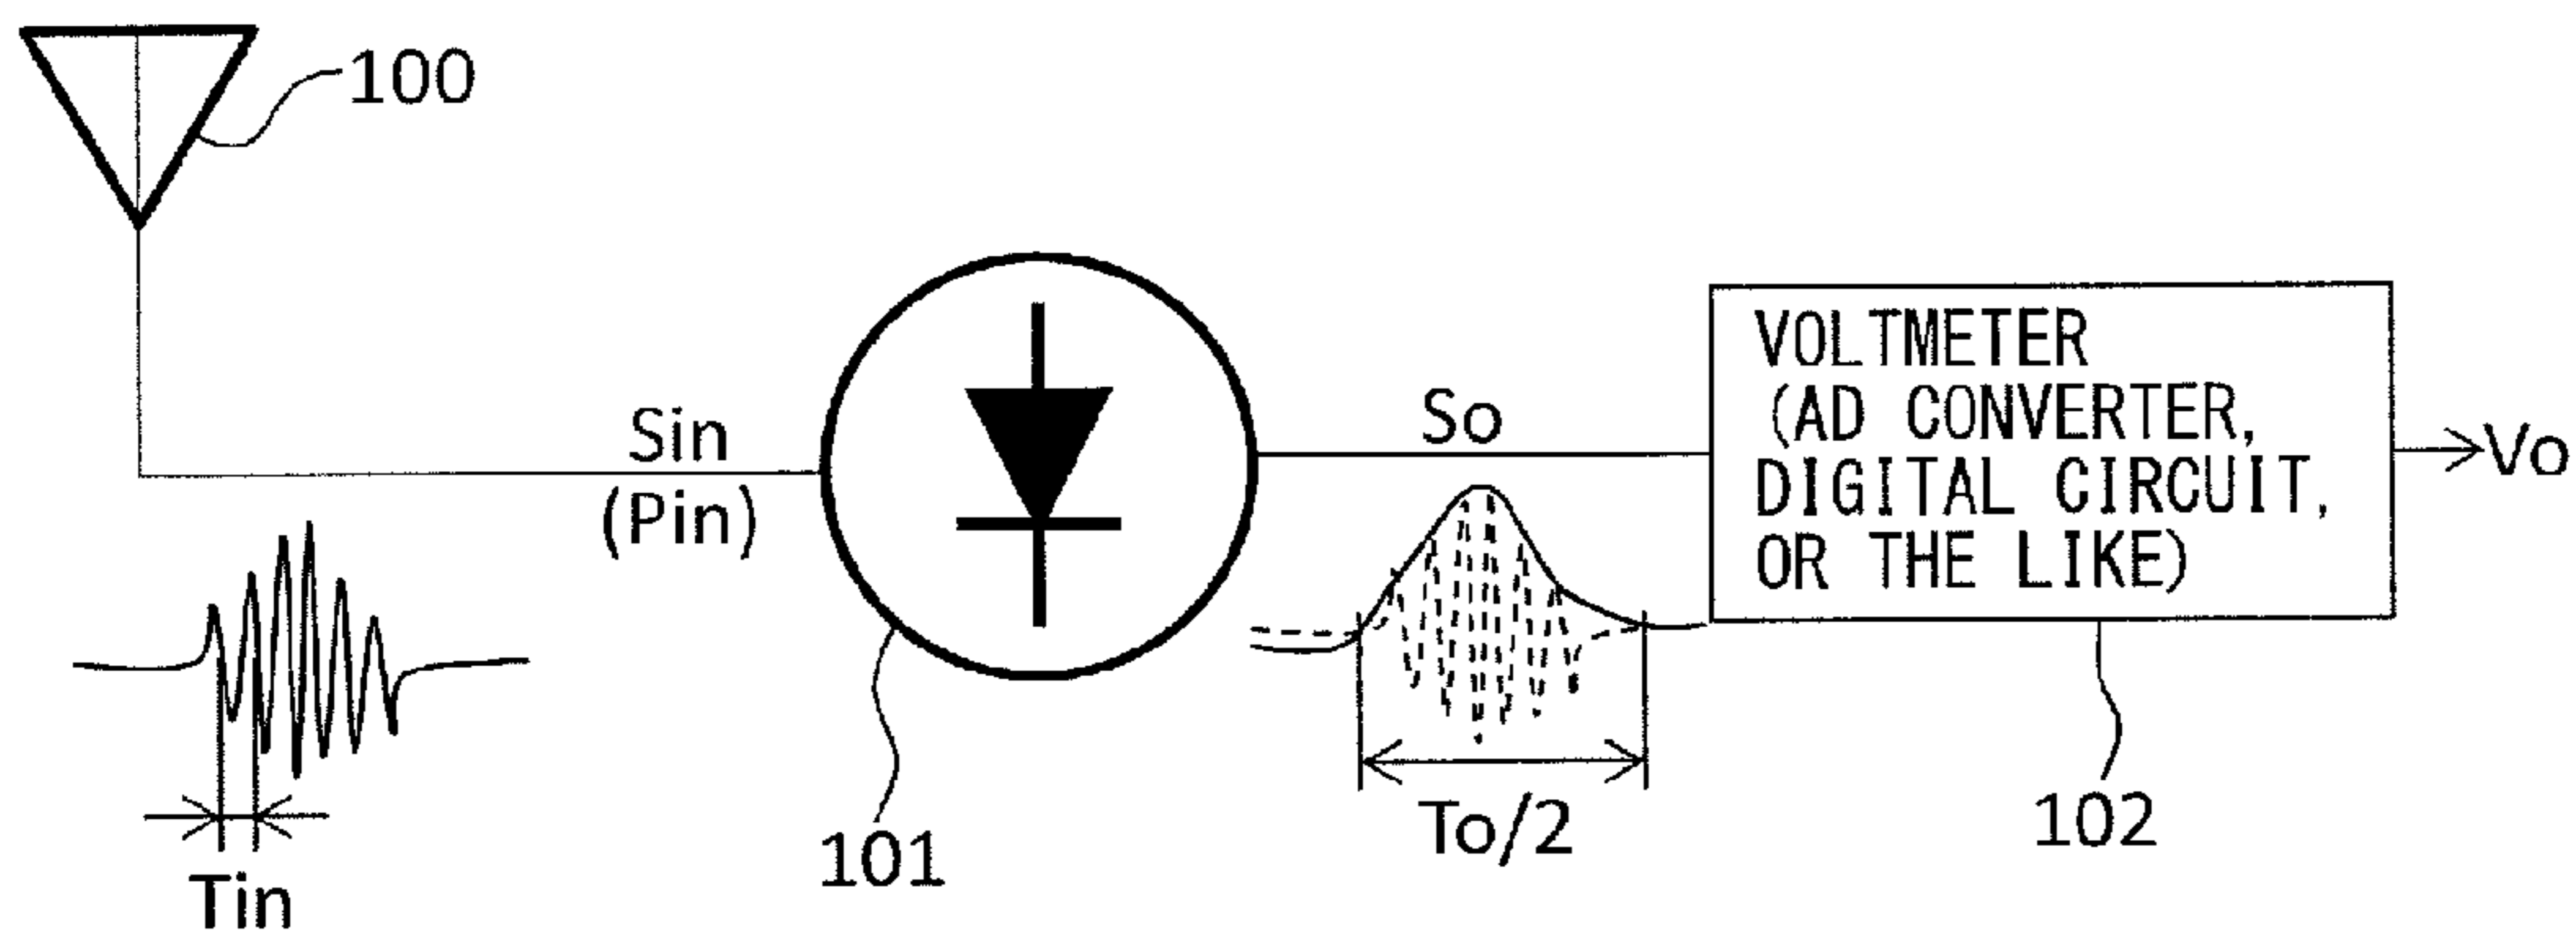 100
Sin
(Pin)
So
VOLTMETER
(AD CONVERTER,
DIGITAL CIRCUIT,
OR THE LIKE)
Vo
Tin
101
To/2
102